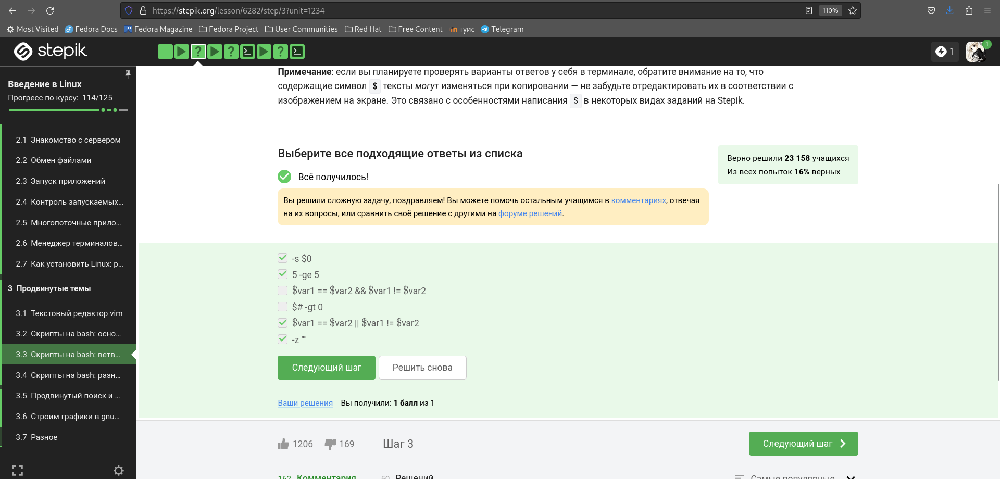 https://stepik.org/lesson/6282/step/3?unit=1234
110%
Most Visited Fedora Docs Fedora Magazine Fedora Project User Communities Red Hat Free Content туис Telegram
stepik
1
1
Введение в Linux
Прогресс по курсу: 114/125
2.1 Знакомство с сервером
2.2 Обмен файлами
2.3 Запуск приложений
2.4 Контроль запускаемых...
2.5 Многопоточные прило...
2.6 Менеджер терминалов...
2.7 Как установить Linux: р...
3 Продвинутые темы
3.1 Текстовый редактор vim
3.2 Скрипты на bash: осно...
3.3 Скрипты на bash: ветв...
3.4 Скрипты на bash: разн...
3.5 Продвинутый поиск и ...
3.6 Строим графики в gnu...
3.7 Разное
Примечание: если вы планируете проверять варианты ответов у себя в терминале, обратите внимание на то, что
содержащие символ $ тексты могут изменяться при копировании — не забудьте отредактировать их в соответствии с
изображением на экране. Это связано с особенностями написания $ в некоторых видах заданий на Stepik.
Выберите все подходящие ответы из списка
Верно решили 23 158 учащихся
Из всех попыток 16% верных
Всё получилось!
Вы решили сложную задачу, поздравляем! Вы можете помочь остальным учащимся в комментариях, отвечая
на их вопросы, или сравнить своё решение с другими на форуме решений.
-s $0
5 -ge 5
$var1 == $var2 && $var1 != $var2
$# -gt 0
$var1 == $var2 || $var1 != $var2
-z ""
Следующий шаг Решить снова
Ваши решения Вы получили: 1 балл из 1
1206 169 Шаг 3 Следующий шаг
162 Комментария 50 Решений Самые популярные